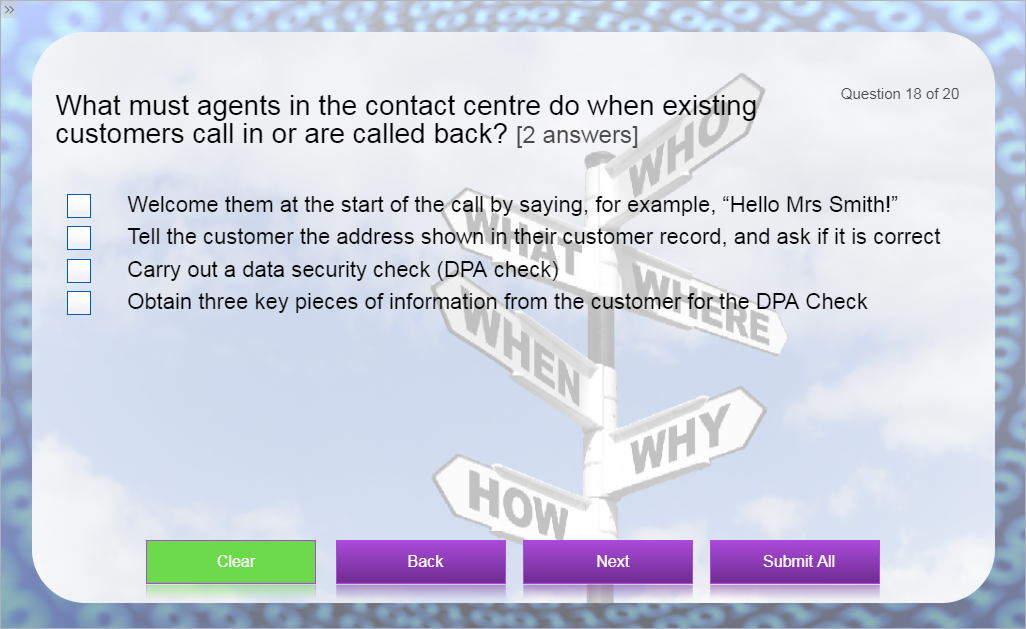 »
Question 18 of 20
What must agents in the contact centre do when existing
customers call in or are called back? [2 answers]
Welcome them at the start of the call by saying, for example, “Hello Mrs Smith!”
Tell the customer the address shown in their customer record, and ask if it is correct
Carry out a data security check (DPA check)
Obtain three key pieces of information from the customer for the DPA Check
WHO
WHAT
WHERE
WHEN
WHY
HOW
Clear
Back
Next
Submit All